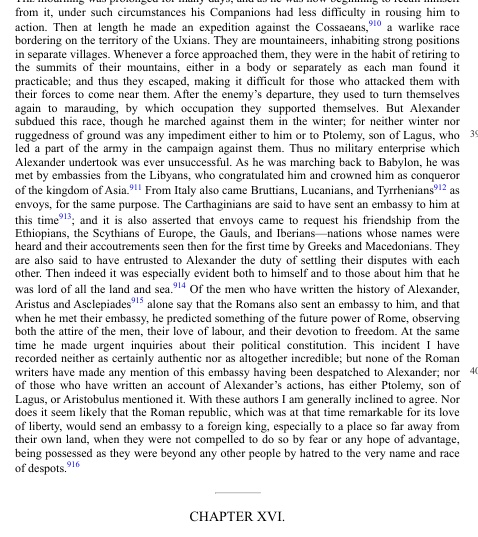 from it, under such circumstances his Companions had less difficulty in rousing him to
action. Then at length he made an expedition against the Cossaeans,910 a warlike race
bordering on the territory of the Uxians. They are mountaineers, inhabiting strong positions
in separate villages. Whenever a force approached them, they were in the habit of retiring to
the summits of their mountains, either in a body or separately as each man found it
practicable; and thus they escaped, making it difficult for those who attacked them with
their forces to come near them. After the enemy's departure, they used to turn themselves
again to marauding, by which occupation they supported themselves. But Alexander
subdued this race, though he marched against them in the winter; for neither winter nor
ruggedness of ground was any impediment either to him or to Ptolemy, son of Lagus, who 39
led a part of the army in the campaign against them. Thus no military enterprise which
Alexander undertook was ever unsuccessful. As he was marching back to Babylon, he was
met by embassies from the Libyans, who congratulated him and crowned him as conqueror
of the kingdom of Asia.911 From Italy also came Bruttians, Lucanians, and Tyrrhenians912 as
envoys, for the same purpose. The Carthaginians are said to have sent an embassy to him at
this time913; and it is also asserted that envoys came to request his friendship from the
Ethiopians, the Scythians of Europe, the Gauls, and Iberians—nations whose names were
heard and their accoutrements seen then for the first time by Greeks and Macedonians. They
are also said to have entrusted to Alexander the duty of settling their disputes with each
other. Then indeed it was especially evident both to himself and to those about him that he
was lord of all the land and sea.914 Of the men who have written the history of Alexander,
Aristus and Asclepiades915 alone say that the Romans also sent an embassy to him, and that
when he met their embassy, he predicted something of the future power of Rome, observing
both the attire of the men, their love of labour, and their devotion to freedom. At the same
time he made urgent inquiries about their political constitution. This incident I have
recorded neither as certainly authentic nor as altogether incredible; but none of the Roman
writers have made any mention of this embassy having been despatched to Alexander; nor 40
of those who have written an account of Alexander's actions, has either Ptolemy, son of
Lagus, or Aristobulus mentioned it. With these authors I am generally inclined to agree. Nor
does it seem likely that the Roman republic, which was at that time remarkable for its love
of liberty, would send an embassy to a foreign king, especially to a place so far away from
their own land, when they were not compelled to do so by fear or any hope of advantage,
being possessed as they were beyond any other people by hatred to the very name and race
of despots.916
CHAPTER XVI.